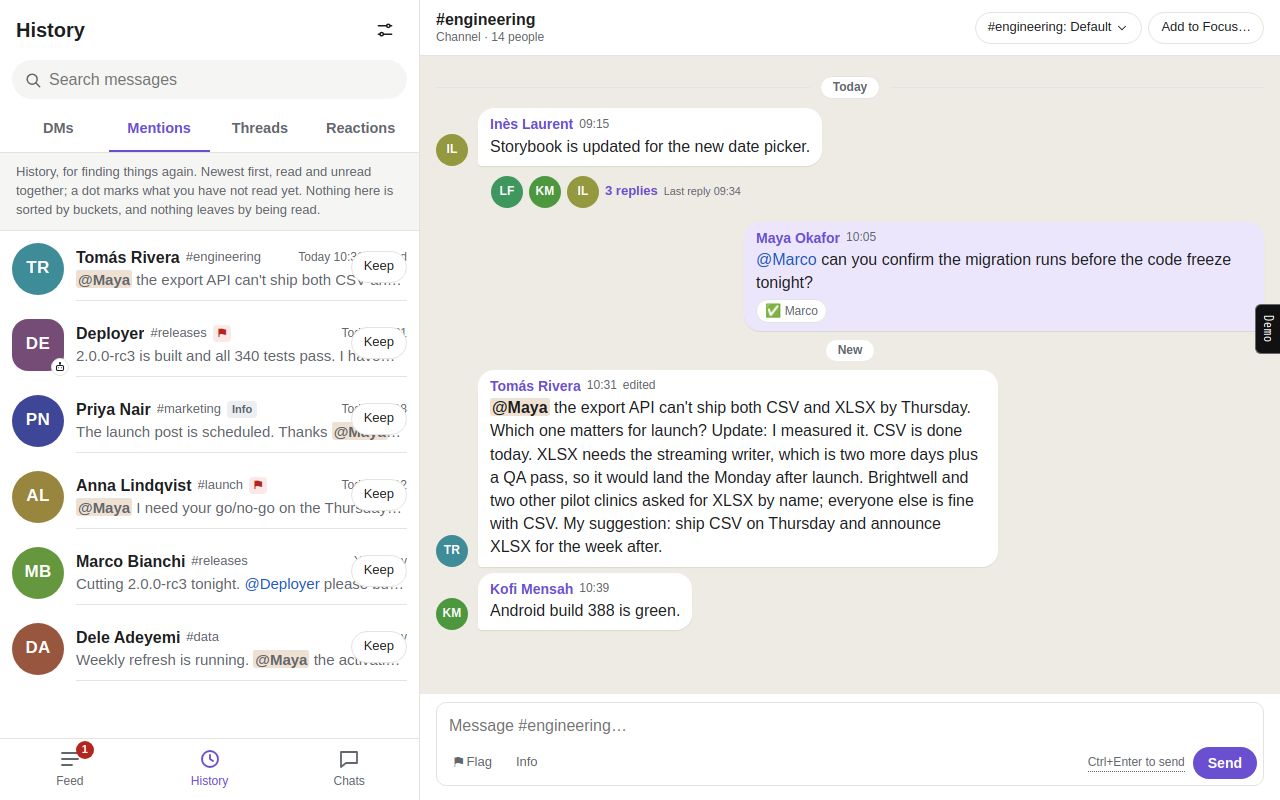 History
Search messages
DMs Mentions Threads Reactions
History, for finding things again. Newest first, read and unread
together; a dot marks what you have not read yet. Nothing here is
sorted by buckets, and nothing leaves by being read.
TR
Tomás Rivera #engineering Today
Keep
@Maya the export API can't ship both CSV
DE
Deployer #releases
Keep
2.0.0-rc3 is built and all 340 tests pass. I
PN
Priya Nair #marketing Info
Keep
The launch post is scheduled. Thanks @Maya…
AL
Anna Lindqvist #launch
Keep
@Maya I need your go/no-go on the
MB
Marco Bianchi #releases
Keep
Cutting 2.0.0-rc3 tonight. @Deployer
DA
Dele Adeyemi #data
Keep
Weekly refresh is running. @Maya the
1
Feed History Chats
#engineering
Channel · 14 people
#engineering: Default
Add to Focus…
Today
Inès Laurent 09:15
IL
Storybook is updated for the new date picker.
LF KM IL 3 replies Last reply 09:34
Maya Okafor 10:05
@Marco can you confirm the migration runs before the code freeze
tonight?
✅ Marco
Demo
New
Tomás Rivera 10:31 edited
@Maya the export API can't ship both CSV and XLSX by Thursday.
Which one matters for launch? Update: I measured it. CSV is done
today. XLSX needs the streaming writer, which is two more days plus
a QA pass, so it would land the Monday after launch. Brightwell and
two other pilot clinics asked for XLSX by name; everyone else is fine
with CSV. My suggestion: ship CSV on Thursday and announce
XLSX for the week after.
TR
Kofi Mensah 10:39
KM
Android build 388 is green.
Message #engineering…
Flag Info
Ctrl+Enter to send
Send